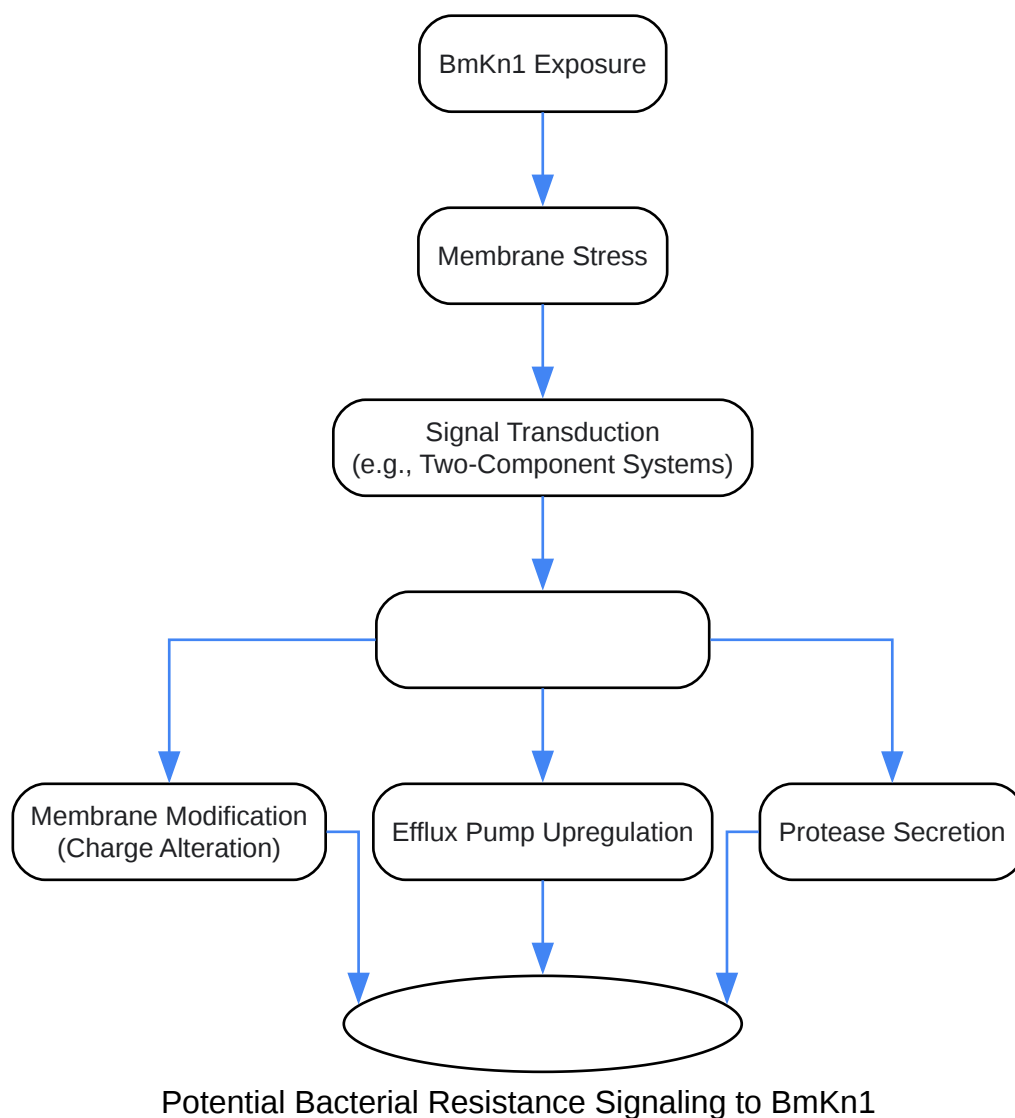 BmKn1 Exposure
Membrane Stress
Signal Transduction
(e.g., Two-Component Systems)
Membrane Modification
(Charge Alteration)
Efflux Pump Upregulation
Protease Secretion
Potential Bacterial Resistance Signaling to BmKn1